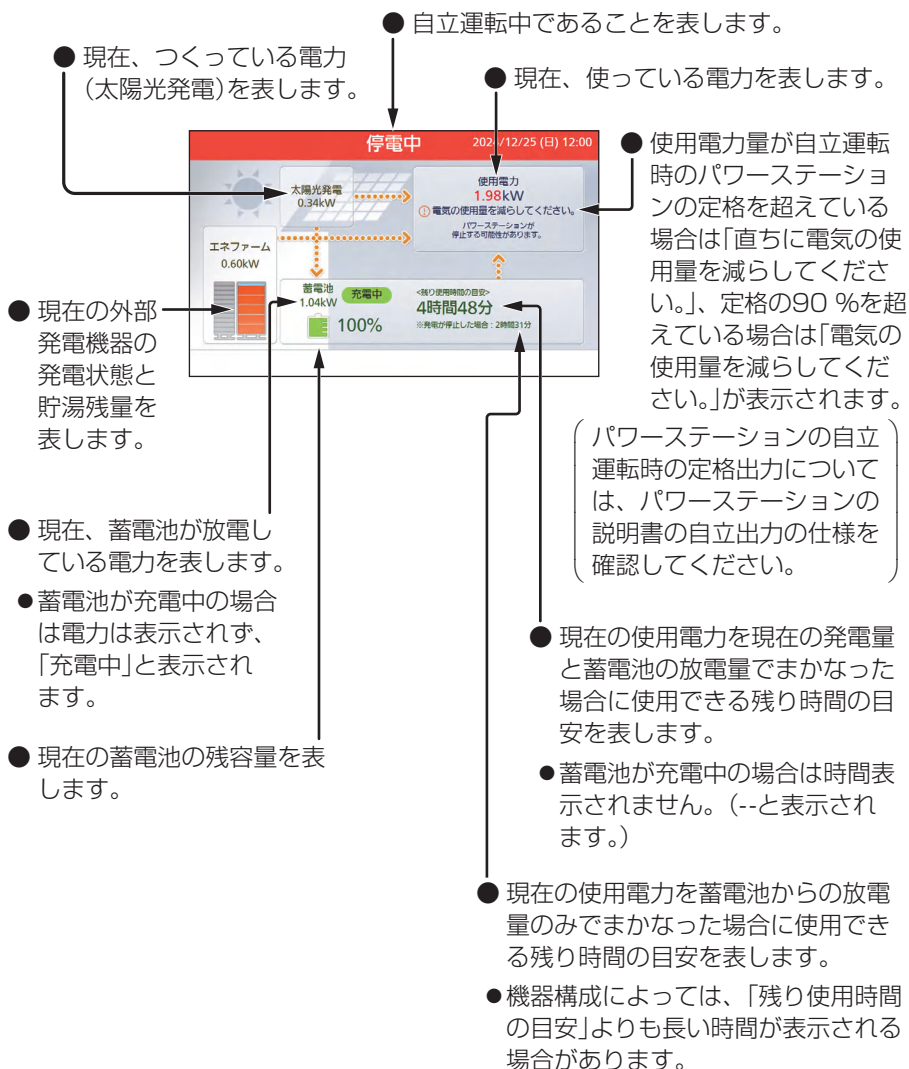 ● 自立運転中であることを表します。
● 現在、つくっている電力
（太陽光発電）を表します。
● 現在、使っている電力を表します。
停電中
2024/12/25 (日) 12:00
太陽光発電
0.34kW
使用電力
1.98kW
電気の使用量を減らしてください。
パワーステーションが
停止する可能性があります。
エネファーム
0.60kW
蓄電池
1.04kW
充電中
100%
<残り使用時間の目安>
4時間48分
※発電が停止した場合：2時間31分
● 使用電力量が自立運転
時のパワーステーショ
ンの定格を超えている
場合は「直ちに電気の使
用量を減らしてくださ
い。」、定格の90 %を超
えている場合は「電気の
使用量を減らしてくだ
さい。」が表示されます。
（パワーステーションの自立
運転時の定格出力について
は、パワーステーションの
説明書の自立出力の仕様を
確認してください。）
● 現在の外部
発電機器の
発電状態と
貯湯残量を
表します。
● 現在、蓄電池が放電し
ている電力を表します。
●蓄電池が充電中の場合
は電力は表示されず、
「充電中」と表示され
ます。
● 現在の蓄電池の残容量を表
します。
● 現在の使用電力を現在の発電量
と蓄電池の放電量でまかなった
場合に使用できる残り時間の目
安を表します。
●蓄電池が充電中の場合は時間表
示されません。（--と表示され
ます。）
● 現在の使用電力を蓄電池からの放電
量のみでまかなった場合に使用でき
る残り時間の目安を表します。
●機器構成によっては、「残り使用時間
の目安」よりも長い時間が表示される
場合があります。